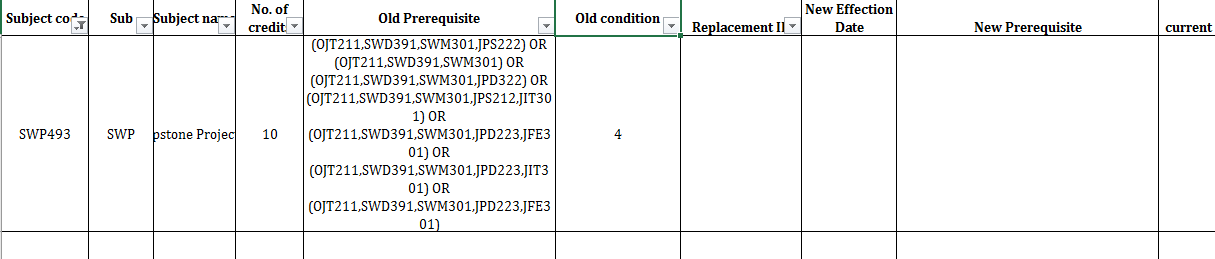 Subject code
Sub
Subject name
No. of
credit
Old Prerequisite
Old condition
Replacement
New Effection
Date
New Prerequisite
current
SWP493
SWP
pstone Projec
10
(OJT211,SWD391,SWM301,JPS222) OR
(OJT211,SWD391,SWM301) OR
(OJT211,SWD391,SWM301,JPD322) OR
(OJT211,SWD391,SWM301,JPS212,JIT30
1) OR
(OJT211,SWD391,SWM301,JPD223,JFE3
01) OR
(OJT211,SWD391,SWM301,JPD223,JIT3
01) OR
(OJT211,SWD391,SWM301,JPD223,JFE3
01)
4